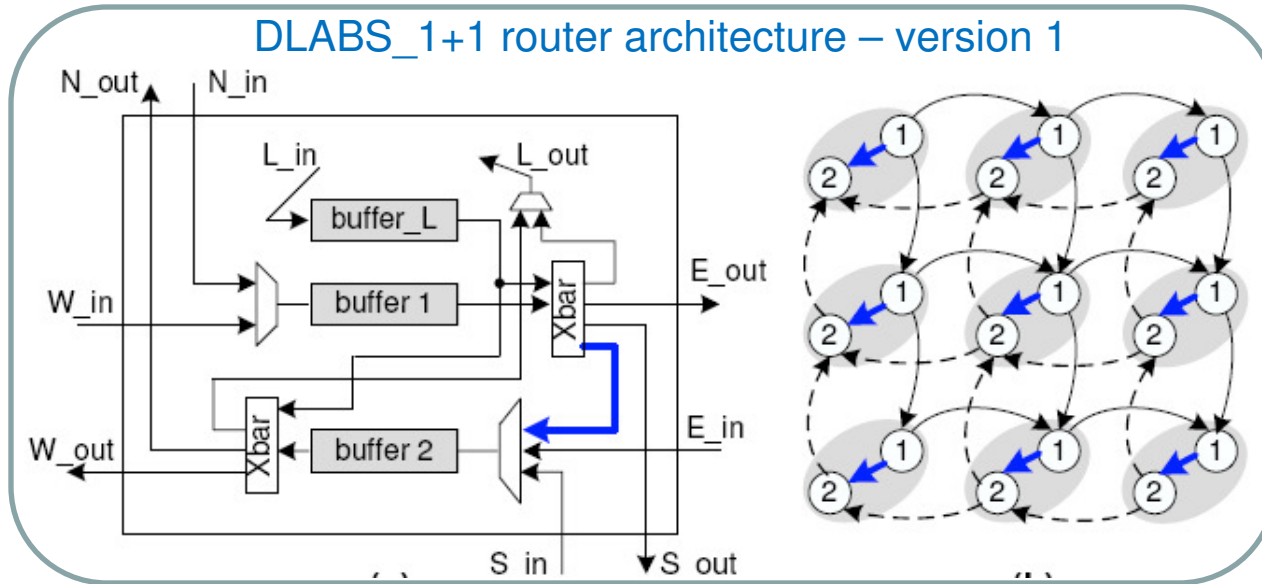 DLABS_1+1 router architecture – version 1
N_out N_in
L_in L_out
buffer_L
W_in
buffer 1
Xbar
E_out
W_out
Xbar
buffer 2
E_in
S_in S_out
1 1 1
2 2 2
1 1 1
2 2 2
1 1 1
2 2 2